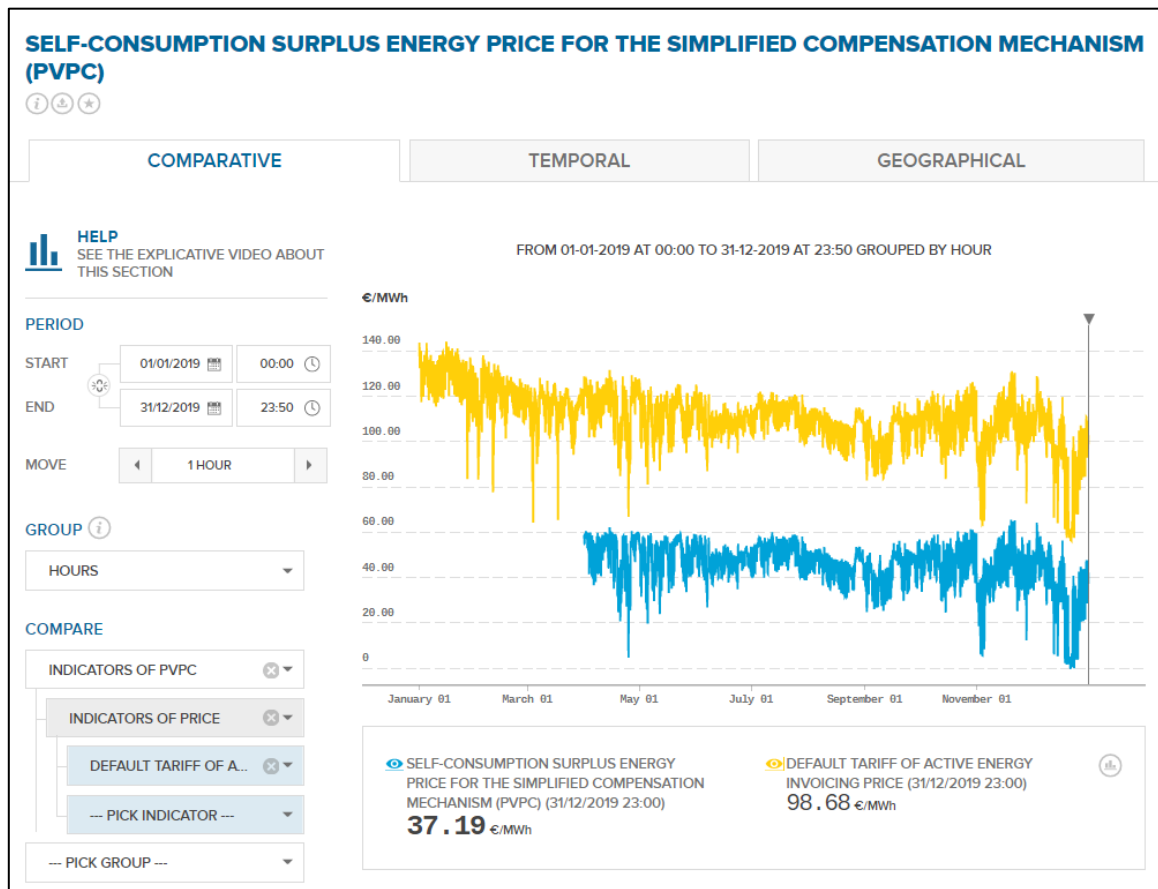 SELF-CONSUMPTION SURPLUS ENERGY PRICE FOR THE SIMPLIFIED COMPENSATION MECHANISM
(PVPC)
COMPARATIVE
TEMPORAL
GEOGRAPHICAL
HELP
SEE THE EXPLICATIVE VIDEO ABOUT
THIS SECTION
PERIOD
START
01/01/2019
00:00
END
31/12/2019
23:50
MOVE
1 HOUR
GROUP
HOURS
COMPARE
INDICATORS OF PVPC
INDICATORS OF PRICE
DEFAULT TARIFF OF A...
--- PICK INDICATOR ---
--- PICK GROUP ---
FROM 01-01-2019 AT 00:00 TO 31-12-2019 AT 23:50 GROUPED BY HOUR
€/MWh
140.00
120.00
100.00
80.00
60.00
40.00
20.00
0
January 01
March 01
May 01
July 01
September 01
November 01
SELF-CONSUMPTION SURPLUS ENERGY
PRICE FOR THE SIMPLIFIED COMPENSATION
MECHANISM (PVPC) (31/12/2019 23:00)
37.19 €/MWh
DEFAULT TARIFF OF ACTIVE ENERGY
INVOICING PRICE (31/12/2019 23:00)
98.68 €/MWh